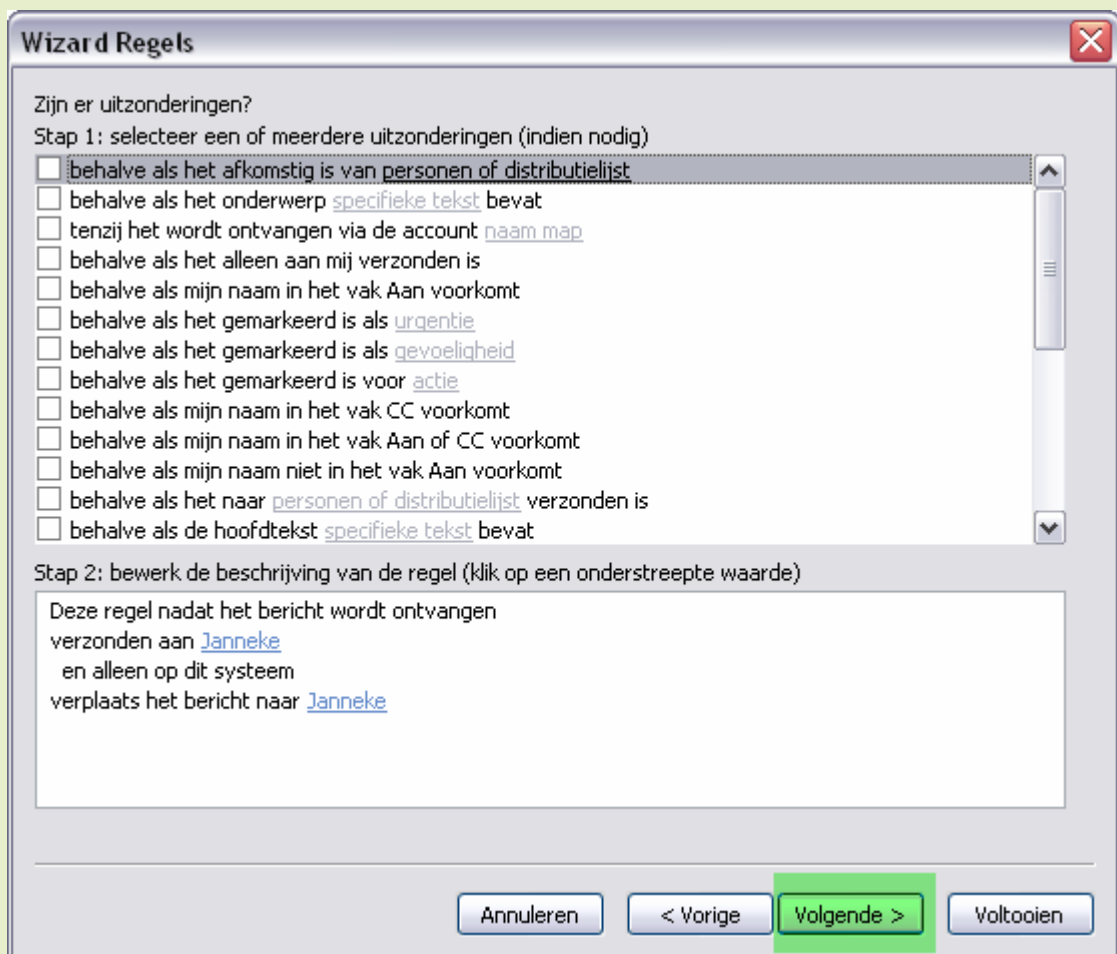 Wizard Regels
Zijn er uitzonderingen?
Stap 1: selecteer een of meerdere uitzonderingen (indien nodig)
behalve als het afkomstig is van personen of distributielijst
behalve als het onderwerp specifieke tekst bevat
tenzij het wordt ontvangen via de account naam map
behalve als het alleen aan mij verzonden is
behalve als mijn naam in het vak Aan voorkomt
behalve als het gemarkeerd is als urgentie
behalve als het gemarkeerd is als gevoeligheid
behalve als het gemarkeerd is voor actie
behalve als mijn naam in het vak CC voorkomt
behalve als mijn naam in het vak Aan of CC voorkomt
behalve als mijn naam niet in het vak Aan voorkomt
behalve als het naar personen of distributielijst verzonden is
behalve als de hoofdtekst specifieke tekst bevat
Stap 2: bewerk de beschrijving van de regel (klik op een onderstreepte waarde)
Deze regel nadat het bericht wordt ontvangen
verzonden aan Janneke
en alleen op dit systeem
verplaats het bericht naar Janneke
Annuleren < Vorige Volgende > Voltooien